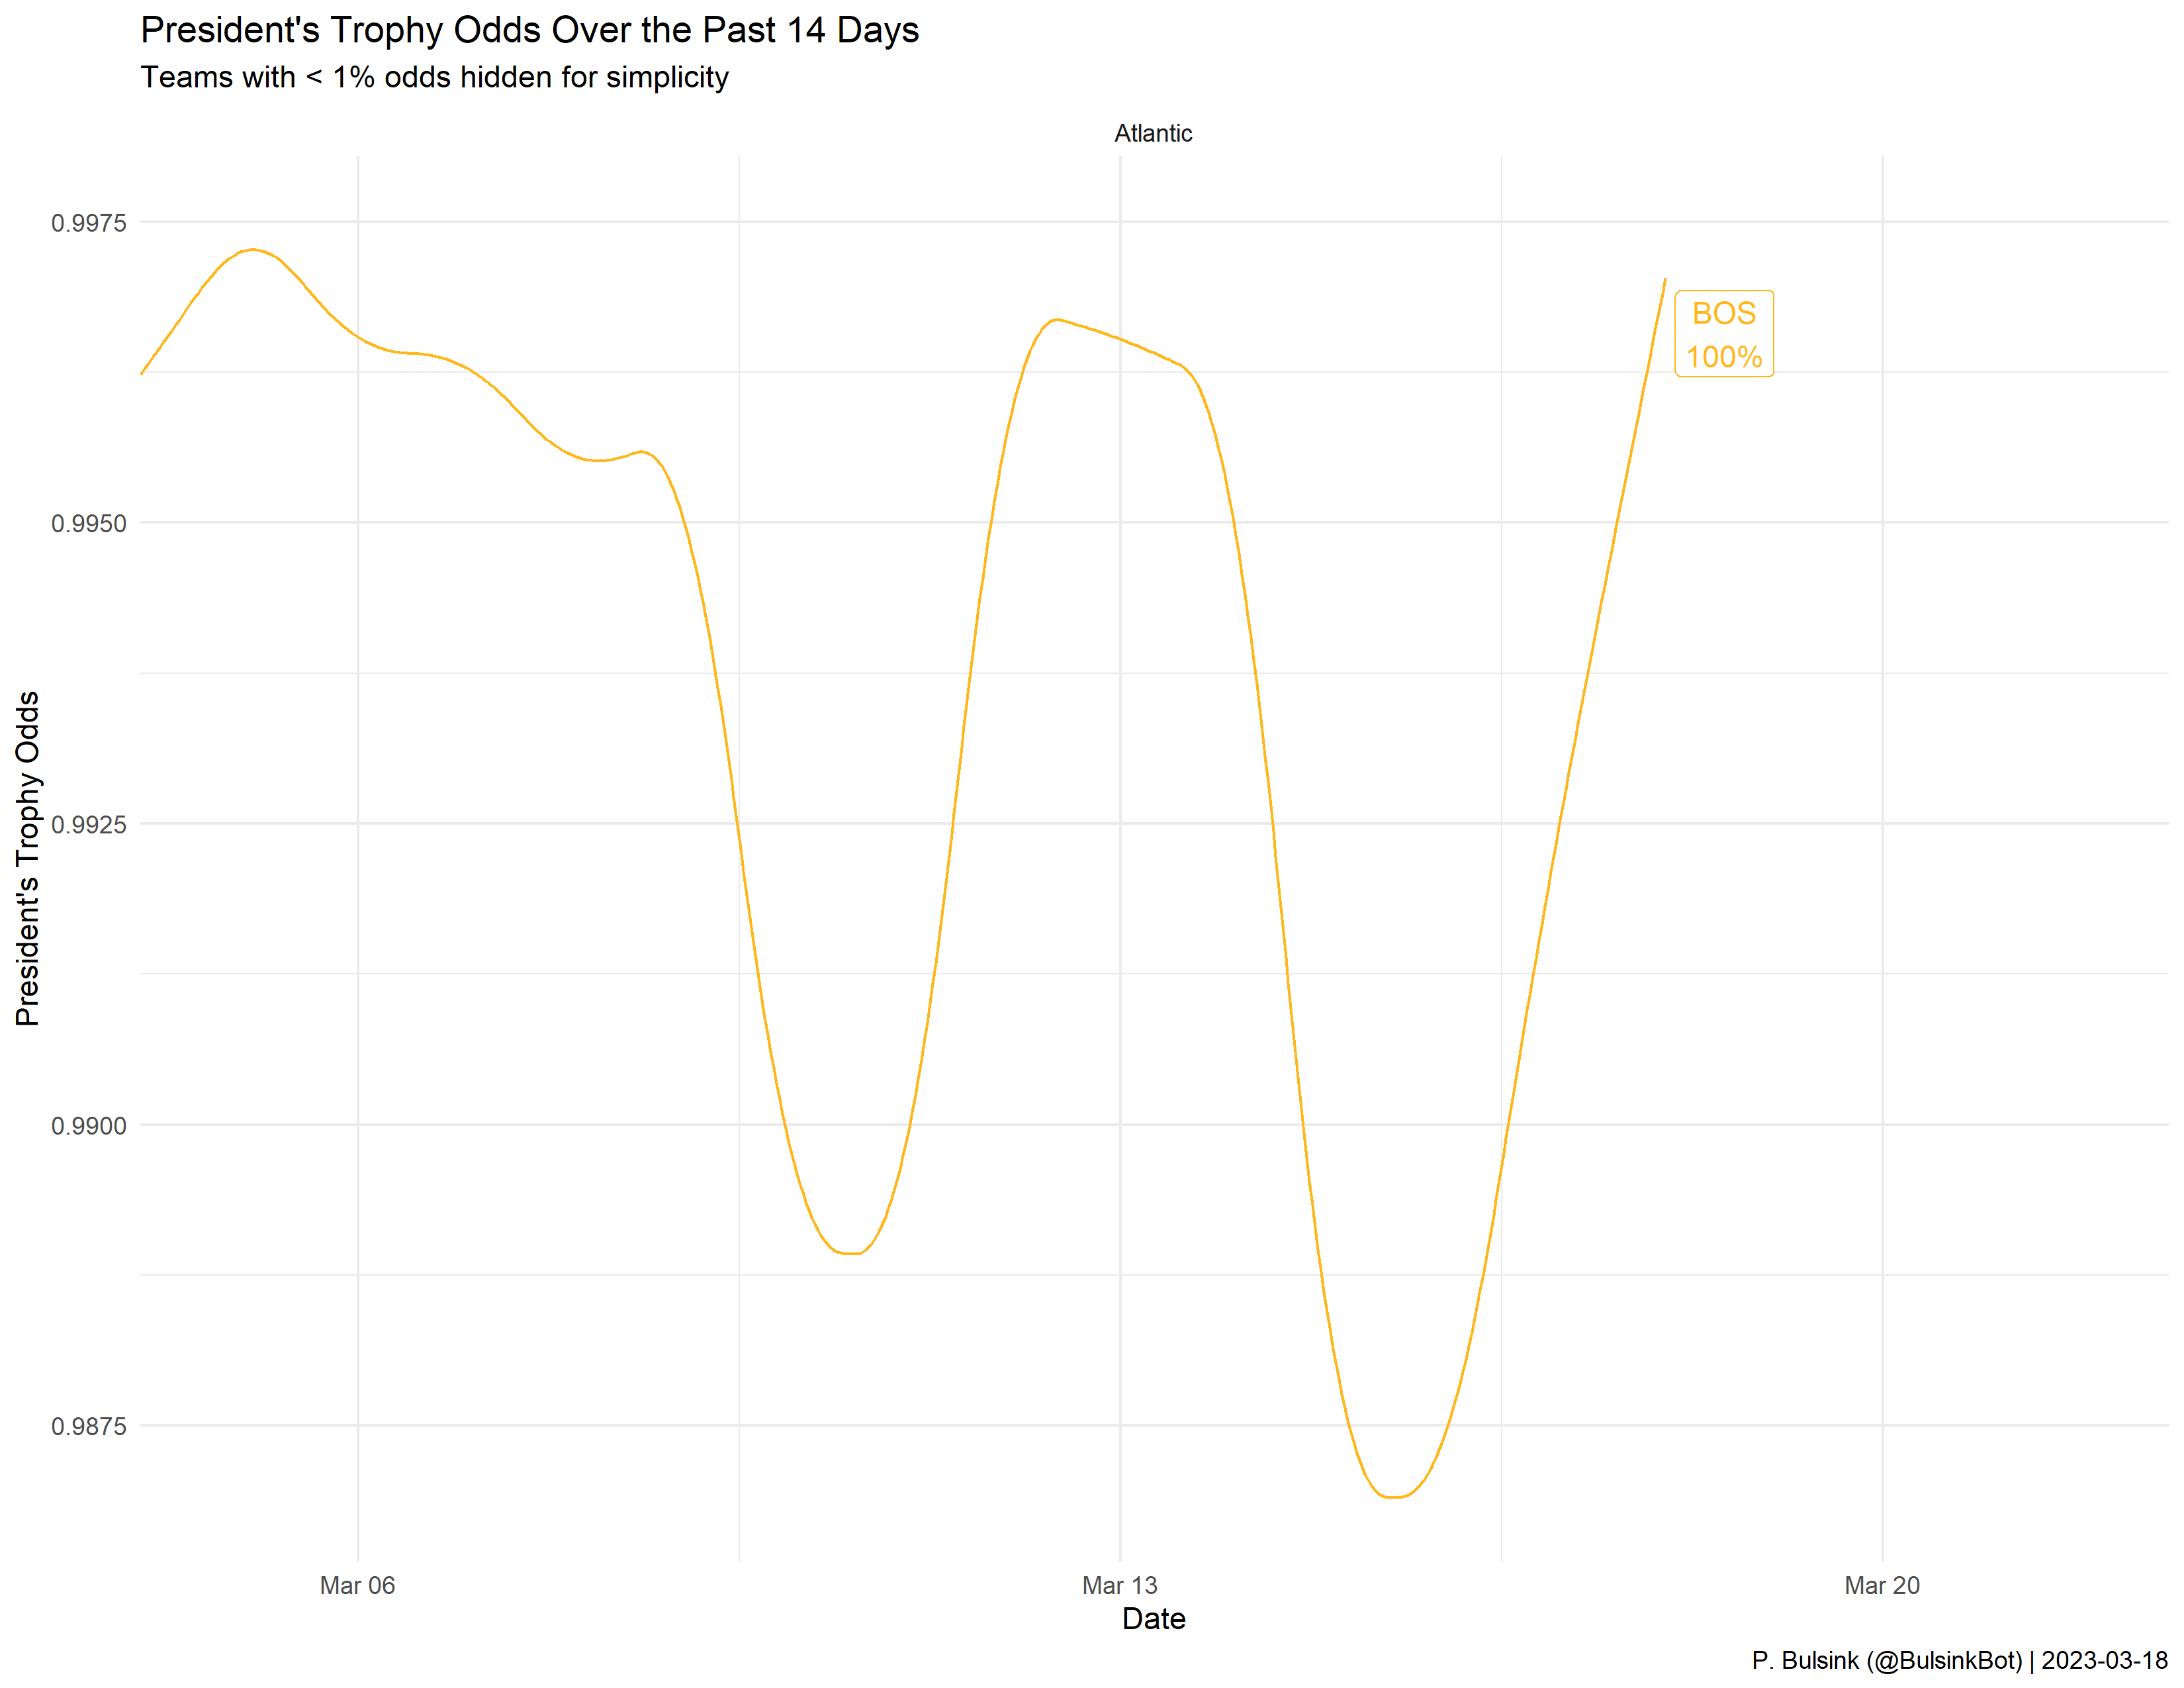 President's Trophy Odds Over the Past 14 Days
Teams with < 1% odds hidden for simplicity
Atlantic
0.9975
0.9950
0.9925
0.9900
0.9875
President's Trophy Odds
BOS
100%
Mar 06
Mar 13
Mar 20
Date
P. Bulsink (@BulsinkBot) | 2023-03-18